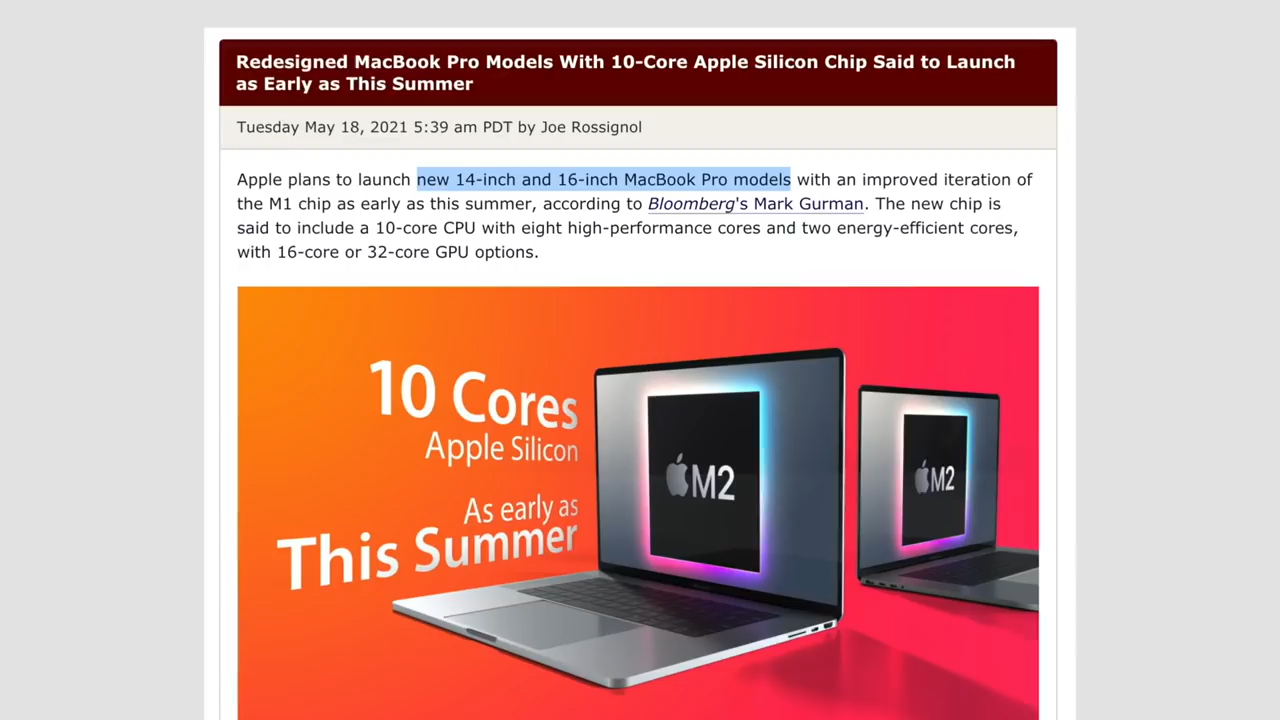 Redesigned MacBook Pro Models With 10-Core Apple Silicon Chip Said to Launch
as Early as This Summer
Tuesday May 18, 2021 5:39 am PDT by Joe Rossignol
Apple plans to launch new 14-inch and 16-inch MacBook Pro models with an improved iteration of
the M1 chip as early as this summer, according to Bloomberg's Mark Gurman. The new chip is
said to include a 10-core CPU with eight high-performance cores and two energy-efficient cores,
with 16-core or 32-core GPU options.
10 Cores
Apple Silicon
As early as
This Summer
M2
M2